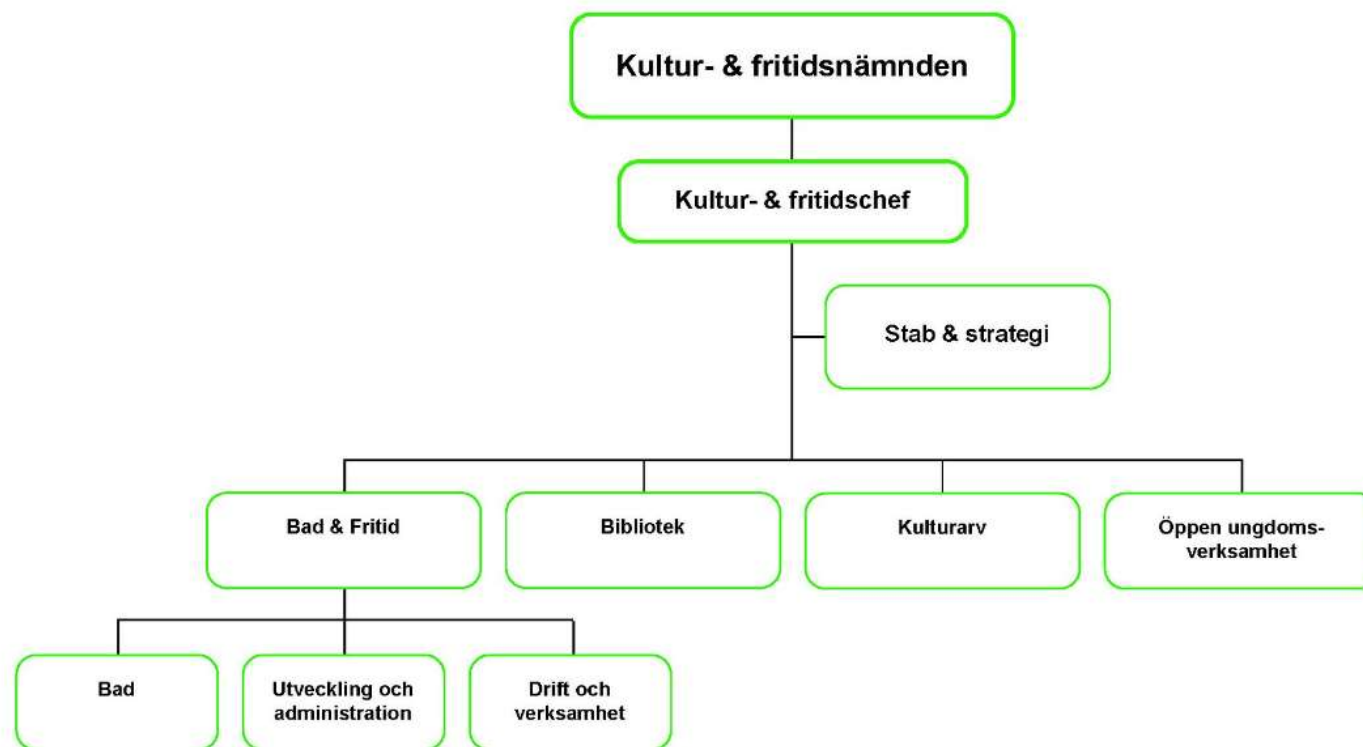 Kultur- & fritidsnämnden
Kultur- & fritidschef
Stab & strategi
Bad & Fritid
Bibliotek
Kulturarv
Öppen ungdoms-
verksamhet
Bad
Utveckling och
administration
Drift och
verksamhet